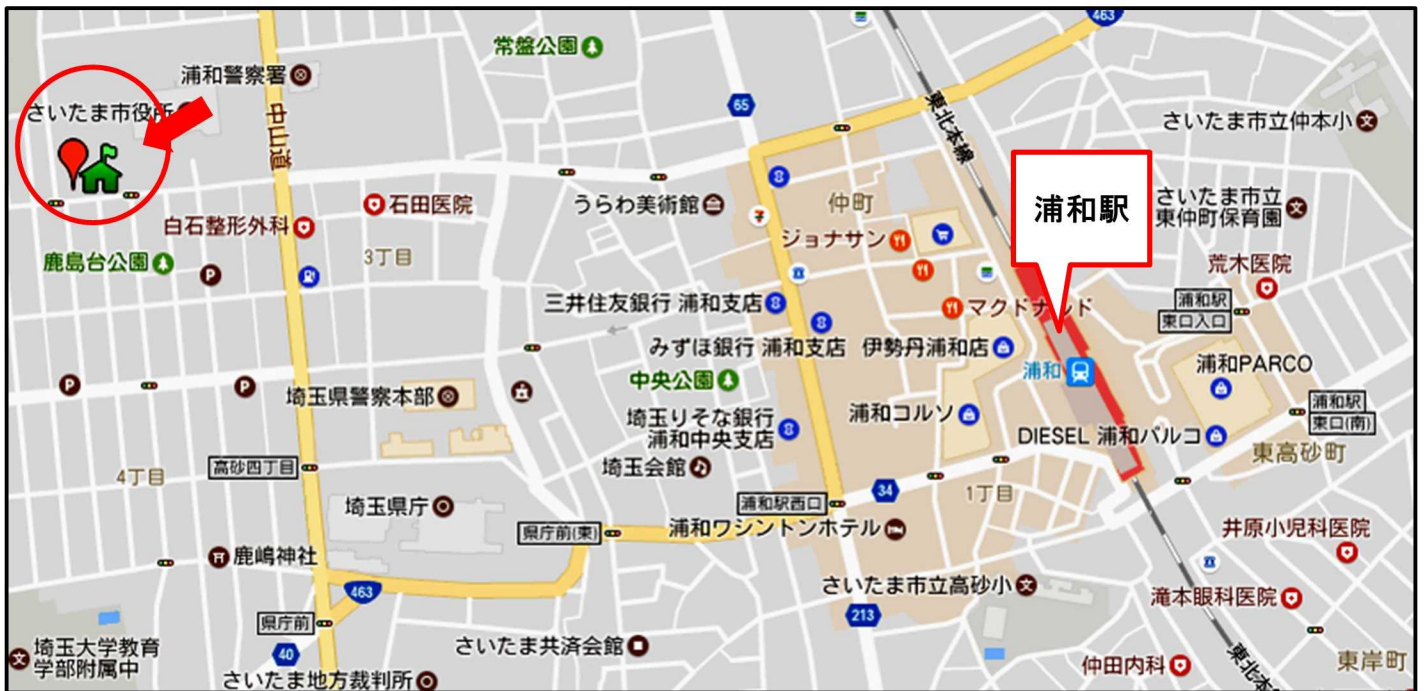 463
常盤公園
浦和警察署
さいたま市役所
中山道
65
東北本線
さいたま市立仲本小
浦和駅
さいたま市立
東仲町保育園
石田医院
うらわ美術館
仲町
白石整形外科
ジョナサン
鹿島台公園
3丁目
荒木医院
P
三井住友銀行 浦和支店
マクドナルド
浦和駅
東口入口
みずほ銀行 浦和支店
伊勢丹浦和店
中央公園
浦和
浦和PARCO
P
P
埼玉県警察本部
埼玉りそな銀行
浦和中央支店
浦和コルソ
浦和駅
東口(南)
DIESEL 浦和パルコ
東高砂町
4丁目
高砂四丁目
埼玉会館
34
1丁目
埼玉県庁
浦和駅西口
県庁前(東)
浦和ワシントンホテル
井原小児科医院
鹿嶋神社
463
さいたま市立高砂小
滝本眼科医院
県庁前
213
埼玉大学教育
学部附属中
40
さいたま共済会館
仲田内科
東岸町
さいたま地方裁判所
東北本